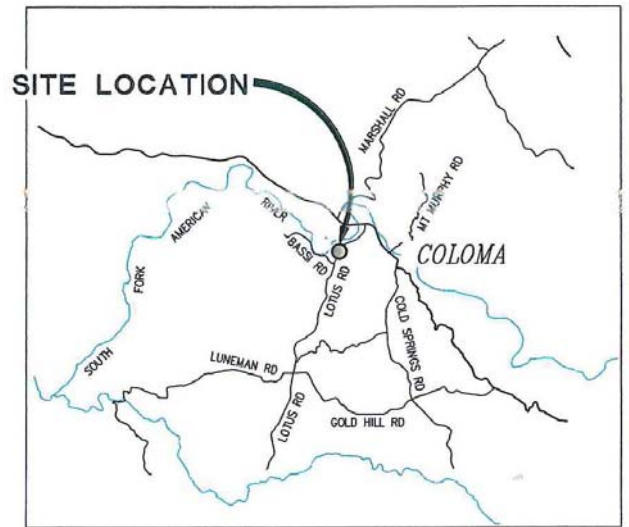 SITE LOCATION
MARSHALL RD
MT MURPHY RD
RIVER
AMERICAN
BASSI RD
COLOMA
FORK
LOTUS RD
COLD SPRINGS RD
SOUTH
LUNEMAN RD
LOTUS RD
GOLD HILL RD